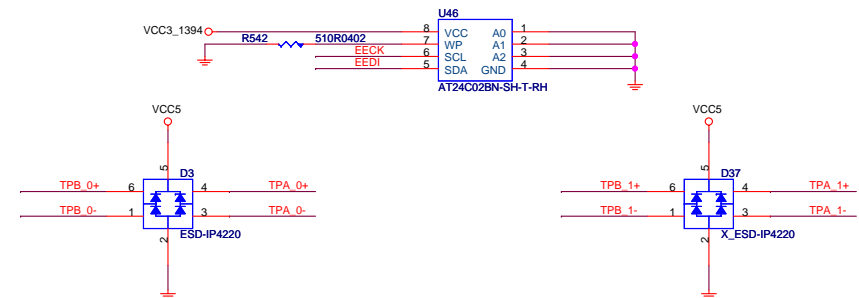 U46
VCC3_1394
8 VCC A0 1
R542 510R0402 7 WP A1 2
EECK 6 SCL A2 3
EEDI 5 SDA GND 4
AT24C02BN-SH-T-RH
VCC5 VCC5
5 D3 5 D37
TPB_0+ 6 4 TPA_0+ TPB_1+ 6 4 TPA_1+
TPB_0- 1 3 TPA_0- TPB_1- 1 3 TPA_1-
2 ESD-IP4220 2 X_ESD-IP4220